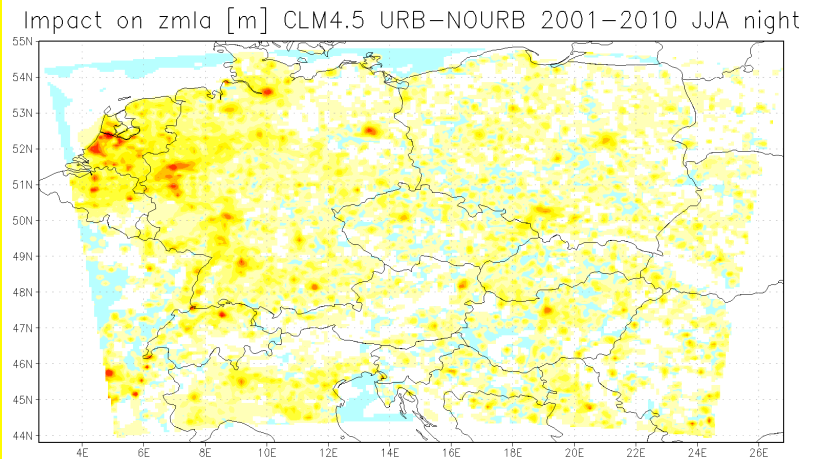 Impact on zmla [m] CLM4.5 URB-NOURB 2001-2010 JJA night
55N
54N
53N
52N
51N
50N
49N
48N
47N
46N
45N
44N
4E 6E 8E 10E 12E 14E 16E 18E 20E 22E 24E 26E